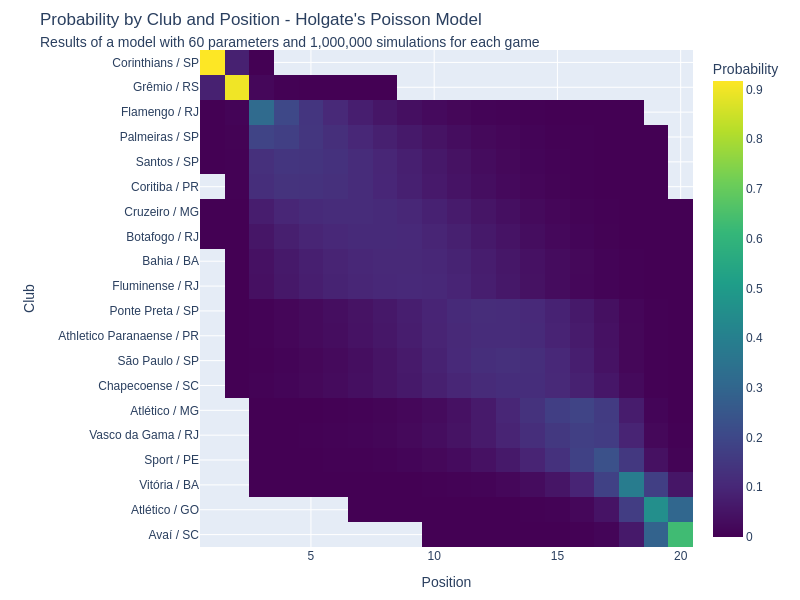 Probability by Club and Position - Holgate's Poisson Model
Results of a model with 60 parameters and 1,000,000 simulations for each game
Probability
Club
Corinthians / SP
Grêmio / RS
Flamengo / RJ
Palmeiras / SP
Santos / SP
Coritiba / PR
Cruzeiro / MG
Botafogo / RJ
Bahia / BA
Fluminense / RJ
Ponte Preta / SP
Athletico Paranaense / PR
São Paulo / SP
Chapecoense / SC
Atlético / MG
Vasco da Gama / RJ
Sport / PE
Vitória / BA
Atlético / GO
Avaí / SC
5 10 15 20
Position
0.9
0.8
0.7
0.6
0.5
0.4
0.3
0.2
0.1
0